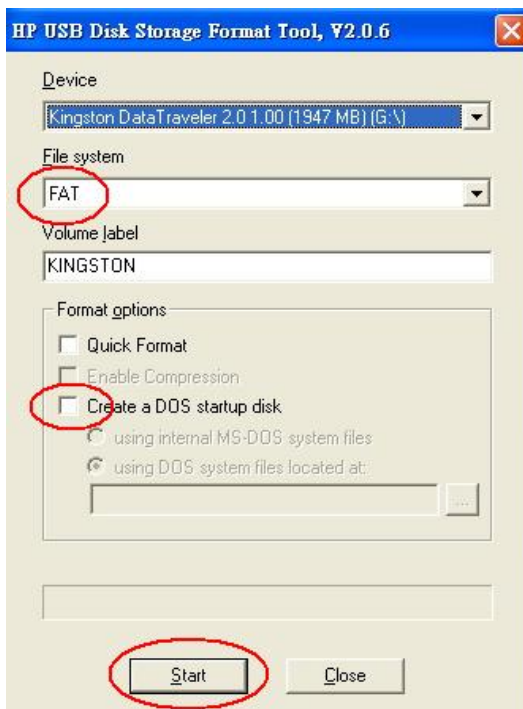 HP USB Disk Storage Format Tool, V2.0.6
Device
Kingston DataTraveler 2.0 1.00 (1947 MB) (G:\)
File system
FAT
Volume label
KINGSTON
Format options
Quick Format
Enable Compression
Create a DOS startup disk
using internal MS-DOS system files
using DOS system files located at:
...
Start
Close